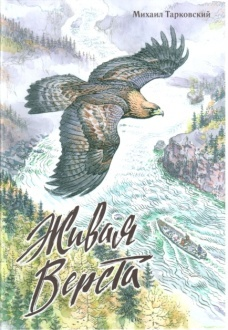 Михаил Тарковский
Живая
Верста